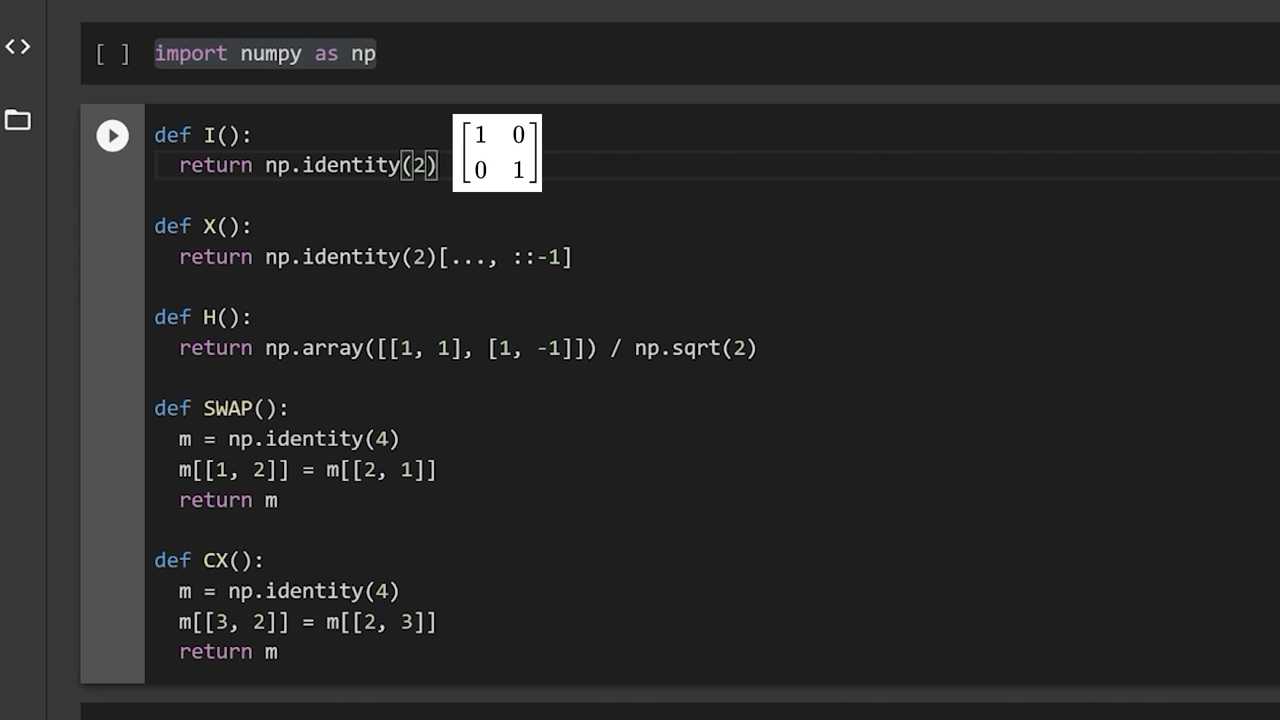 [ ] import numpy as np
def I():
return np.identity(2)
1 0
0 1
def X():
return np.identity(2)[..., ::-1]
def H():
return np.array([[1, 1], [1, -1]]) / np.sqrt(2)
def SWAP():
m = np.identity(4)
m[[1, 2]] = m[[2, 1]]
return m
def CX():
m = np.identity(4)
m[[3, 2]] = m[[2, 3]]
return m